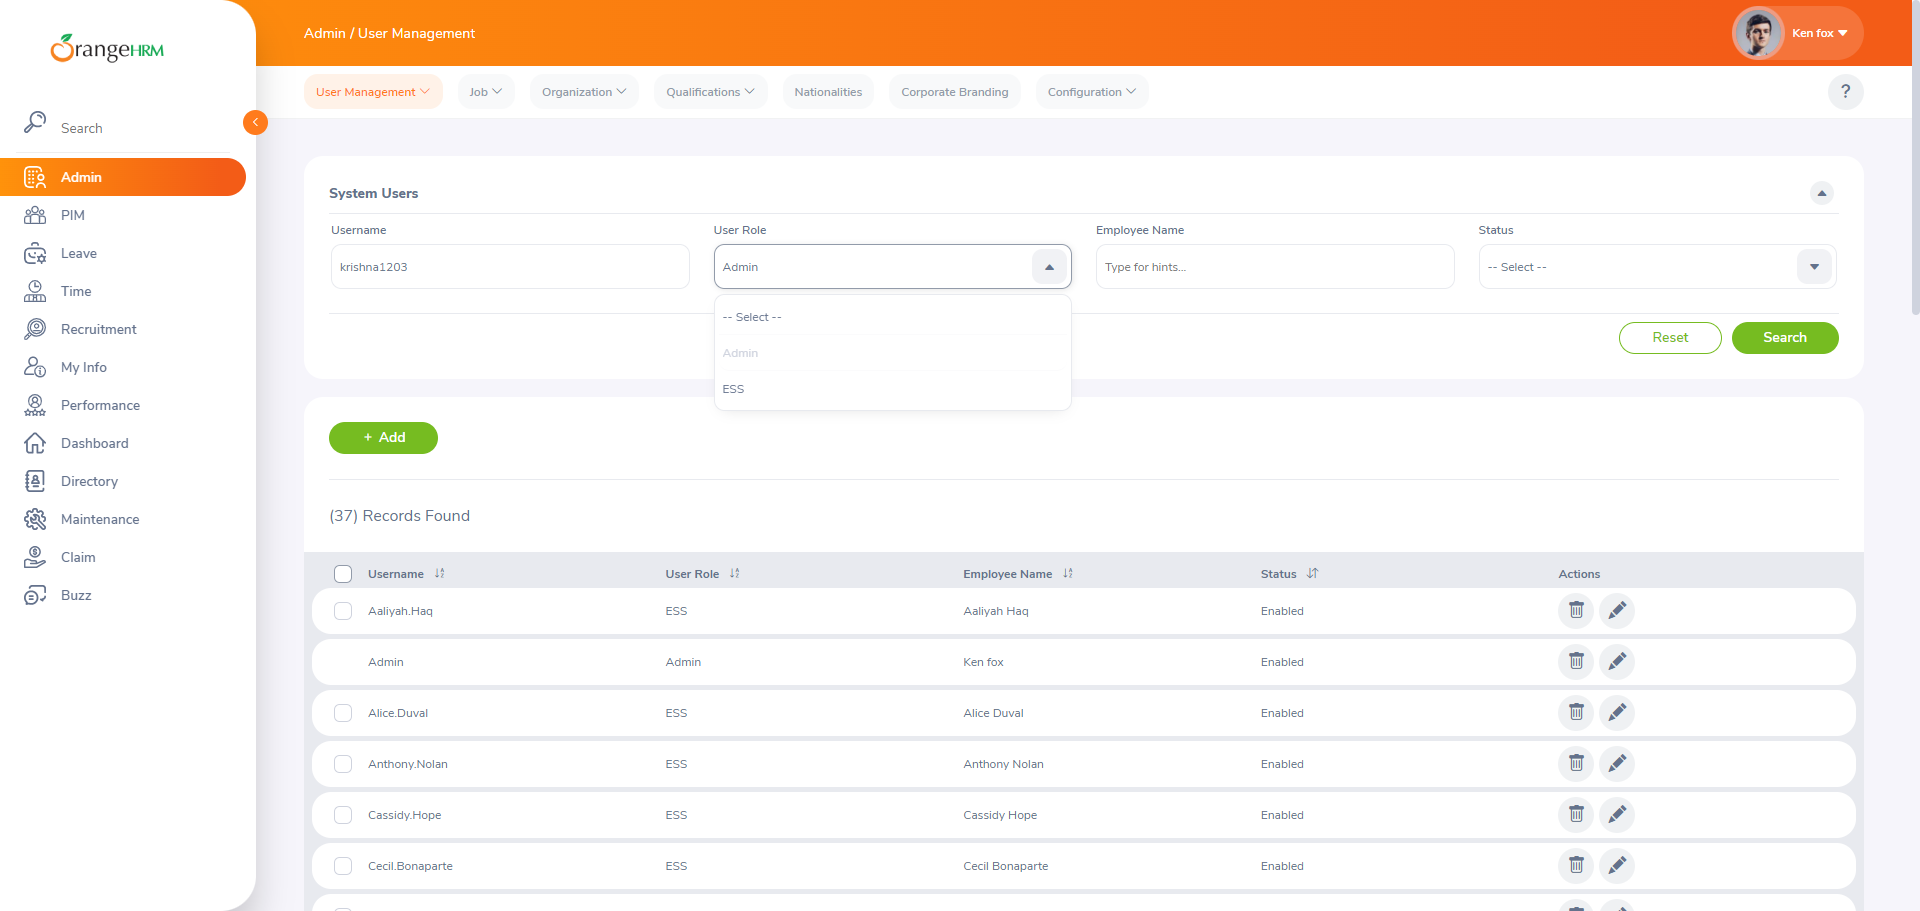 OrangeHRM
Admin / User Management
Ken fox
User Management
Job
Organization
Qualifications
Nationalities
Corporate Branding
Configuration
?
Search
Admin
PIM
Leave
Time
Recruitment
My Info
Performance
Dashboard
Directory
Maintenance
Claim
Buzz
System Users
Username
User Role
Employee Name
Status
krishna1203
Admin
Type for hints...
-- Select --
-- Select --
Admin
ESS
Reset
Search
+ Add
(37) Records Found
Username User Role Employee Name Status Actions
Aaliyah.Haq ESS Aaliyah Haq Enabled
Admin Admin Ken fox Enabled
Alice.Duval ESS Alice Duval Enabled
Anthony.Nolan ESS Anthony Nolan Enabled
Cassidy.Hope ESS Cassidy Hope Enabled
Cecil.Bonaparte ESS Cecil Bonaparte Enabled